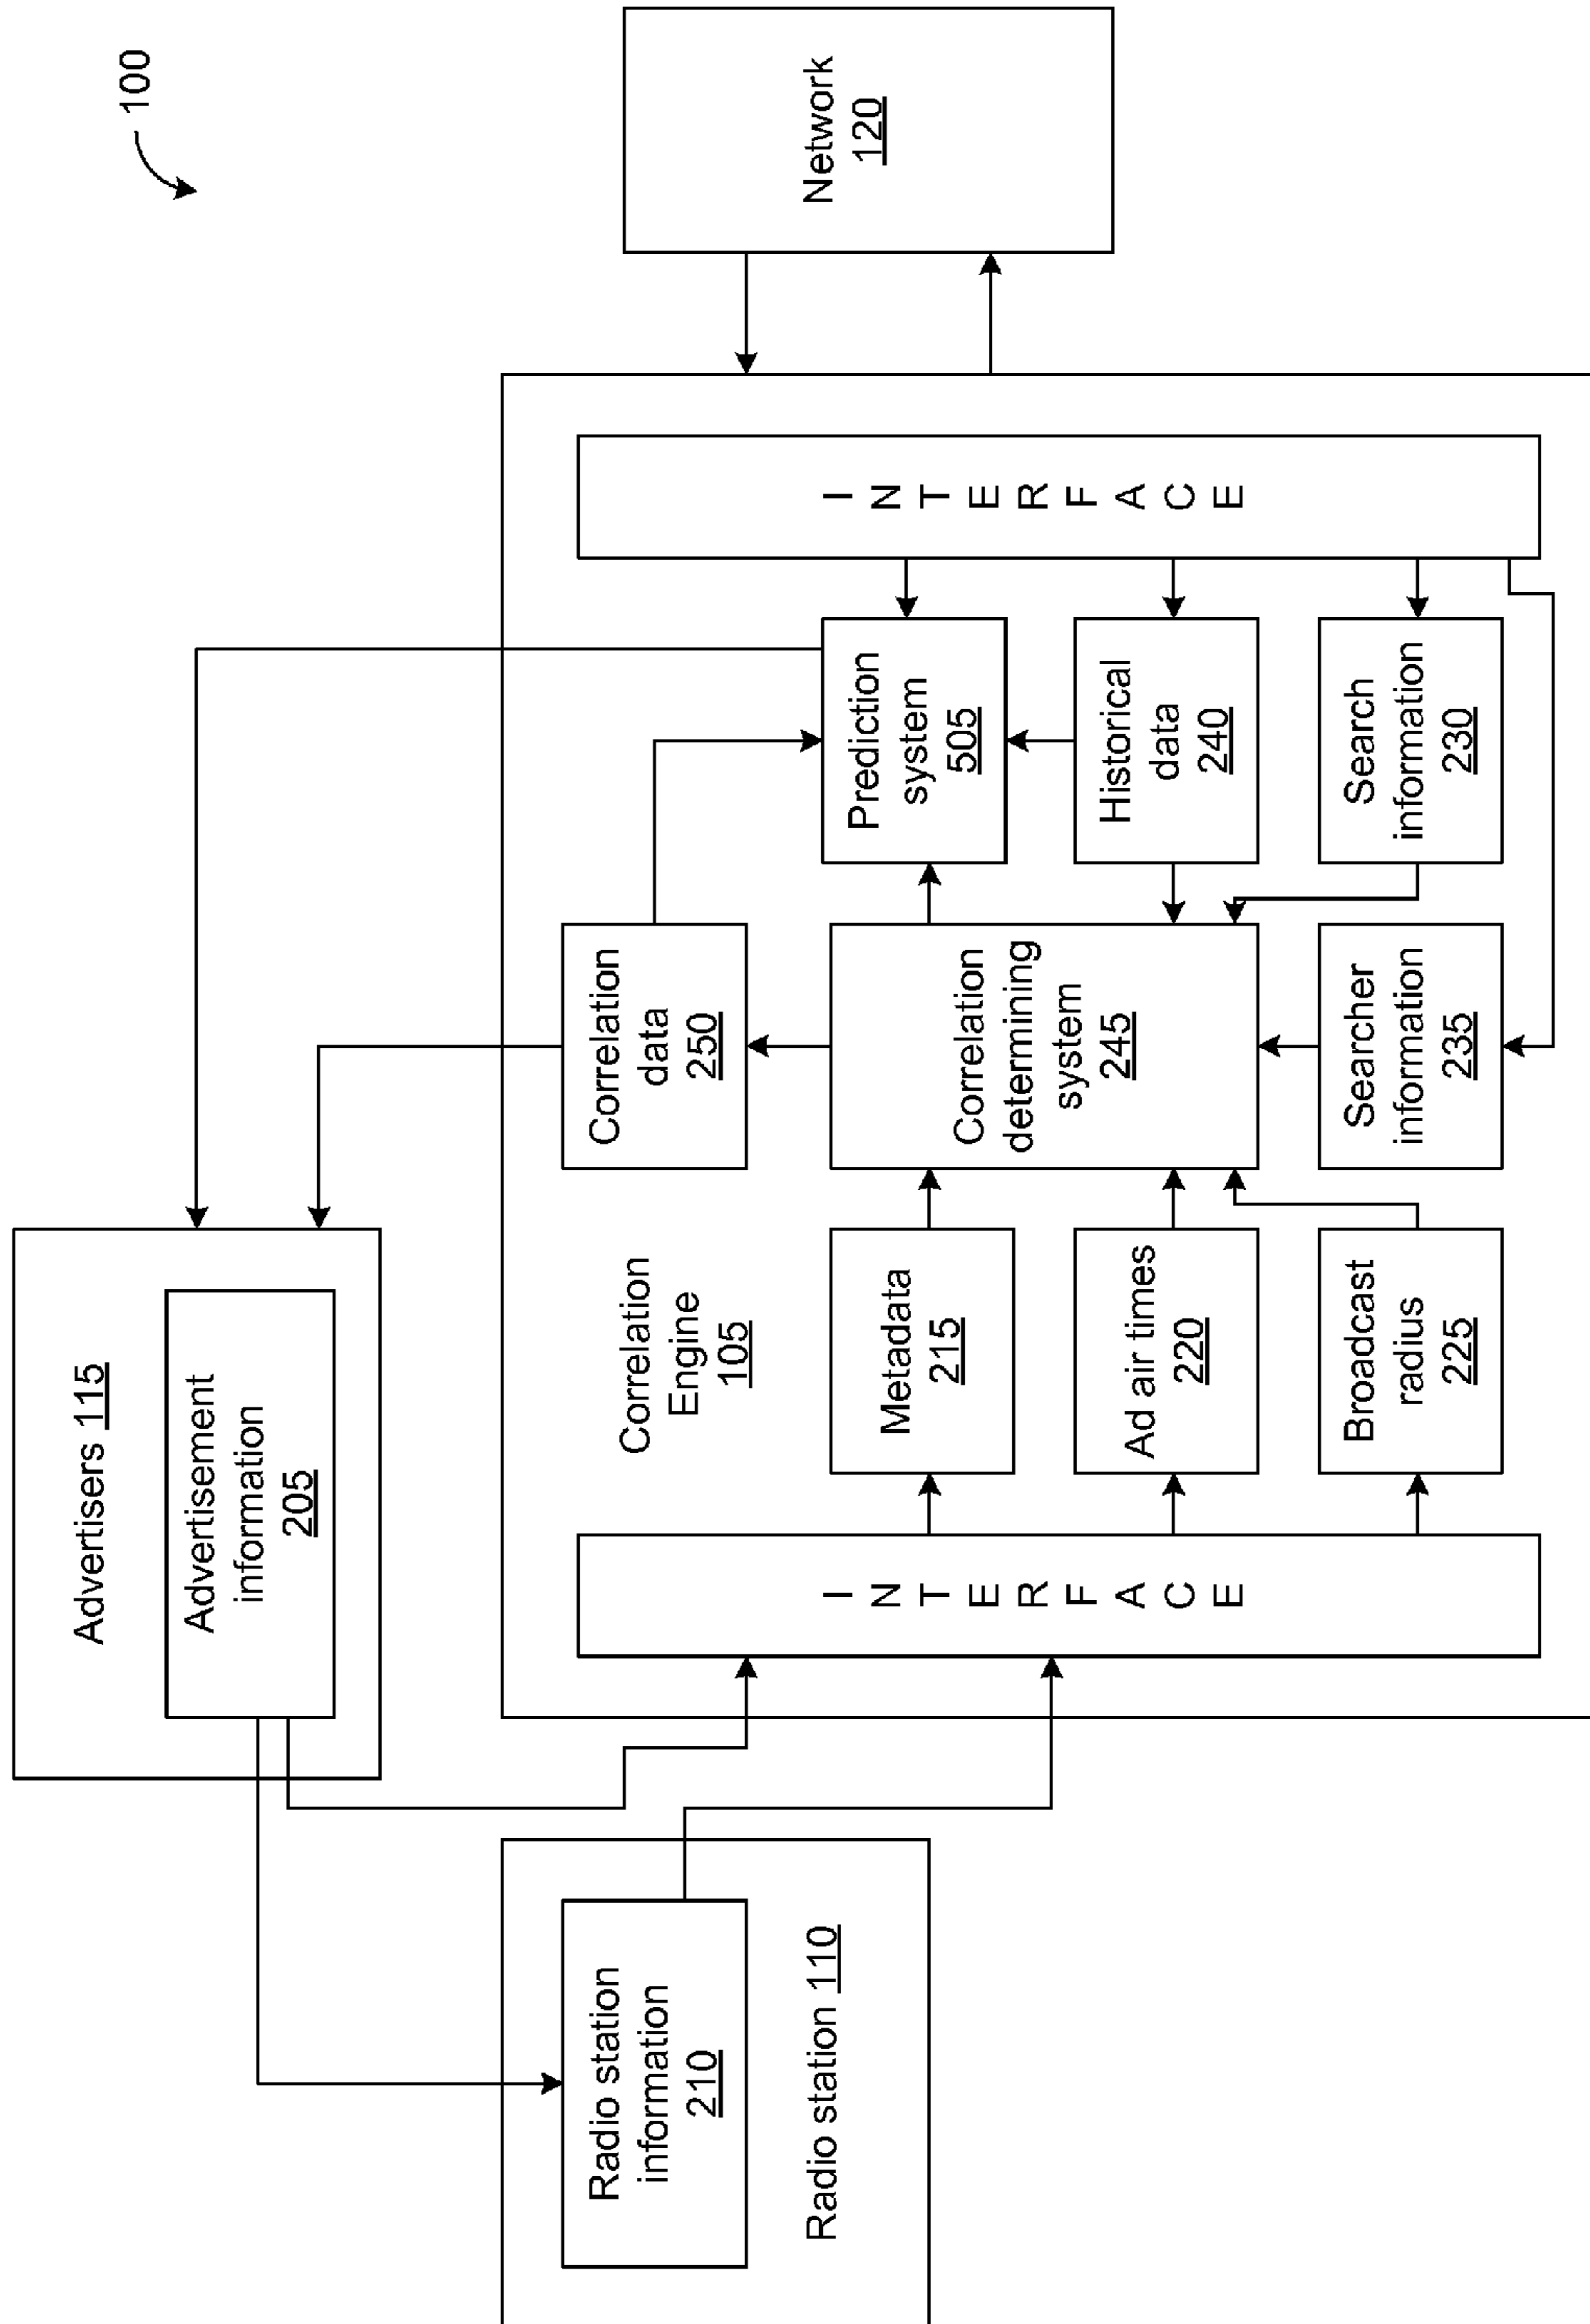 100
Advertisers 115
Advertisement
information
205
Radio station
information
210
Radio station 110
Correlation
Engine
105
INTERFACE
Metadata
215
Ad air times
220
Broadcast
radius
225
Correlation
data
250
Correlation
determining
system
245
Searcher
information
235
Prediction
system
505
Historical
data
240
Search
information
230
INTERFACE
Network
120